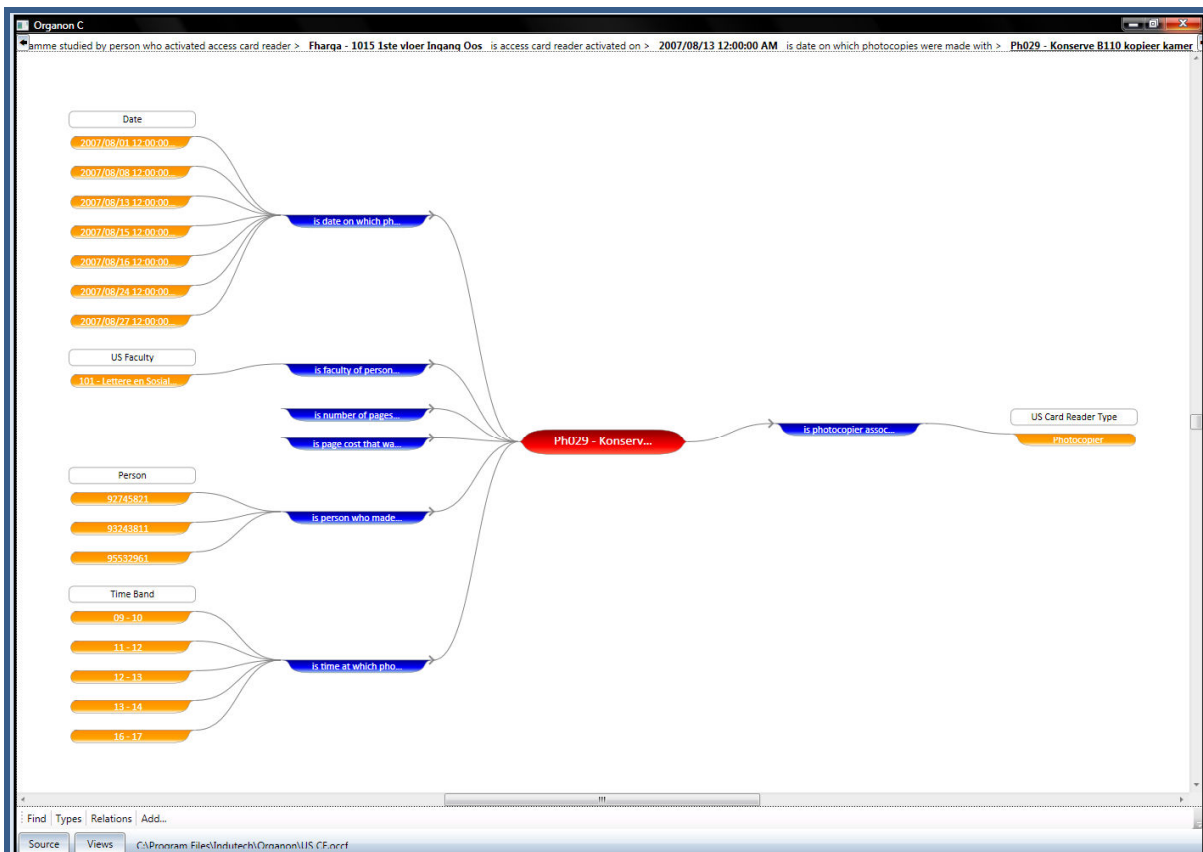 Organon C
amme studied by person who activated access card reader > Fharga - 1015 1ste vloer Ingang Oos is access card reader activated on > 2007/08/13 12:00:00 AM is date on which photocopies were made with > Ph029 - Konserve B110 kopieer kamer
Date
2007/08/01 12:00:00...
2007/08/08 12:00:00...
2007/08/13 12:00:00...
2007/08/15 12:00:00...
2007/08/16 12:00:00...
2007/08/24 12:00:00...
2007/08/27 12:00:00...
is date on which ph...
US Faculty
101 - Lettere en Sosial...
is faculty of person...
is number of pages...
is page cost that wa...
Ph029 - Konserv...
is photocopier assoc...
US Card Reader Type
Photocopier
Person
92745821
93243811
95532961
is person who made...
Time Band
09 - 10
11 - 12
12 - 13
13 - 14
16 - 17
is time at which pho...
Find Types Relations Add...
Source Views C:\Program Files\Indutech\Organon\US CF.occf